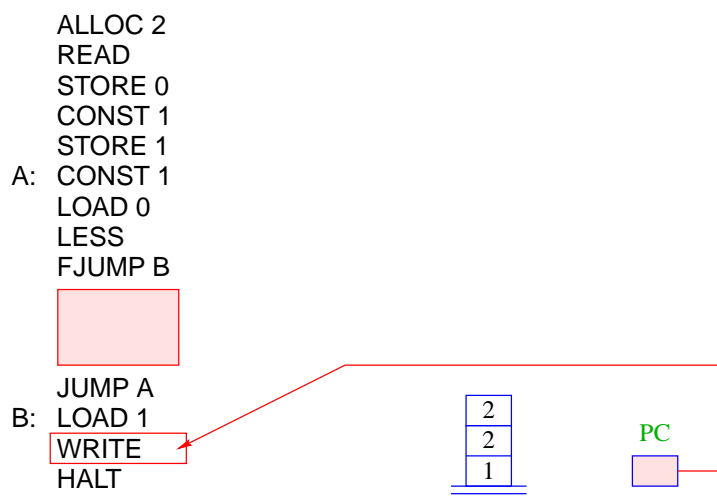 ALLOC 2
READ
STORE 0
CONST 1
STORE 1
A: CONST 1
LOAD 0
LESS
FJUMP B
JUMP A
B: LOAD 1
WRITE
HALT
2
2
1
PC